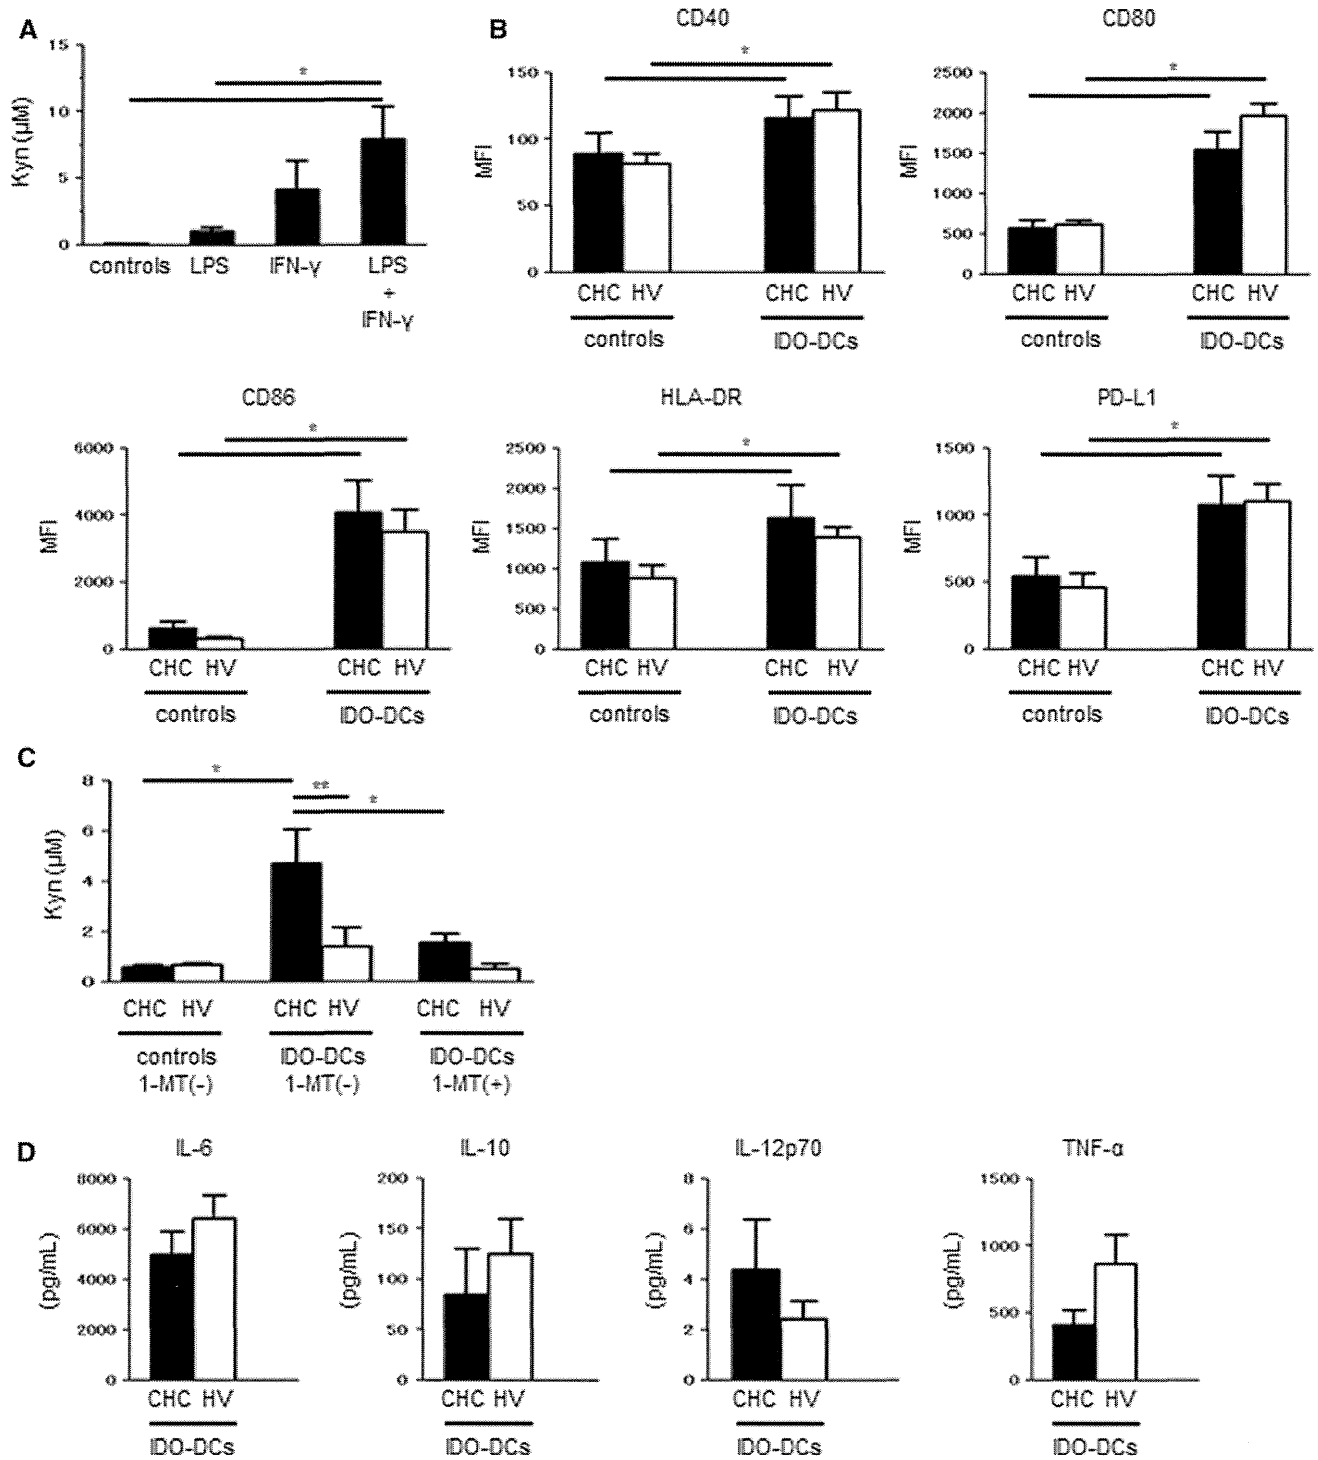 A
15
10
5
0
Kyn (µM)
*
controls LPS IFN-γ LPS
+
IFN-γ
B
CD40
150
100
50
0
MFI
*
CHC HV CHC HV
controls IDO-DCs
CD80
2500
2000
1500
1000
500
0
MFI
*
CHC HV CHC HV
controls IDO-DCs
CD86
6000
4000
2000
0
MFI
*
CHC HV CHC HV
controls IDO-DCs
HLA-DR
2500
2000
1500
1000
500
0
MFI
*
CHC HV CHC HV
controls IDO-DCs
PD-L1
1500
1000
500
0
MFI
*
CHC HV CHC HV
controls IDO-DCs
C
8
6
4
2
0
Kyn (µM)
*
**
*
CHC HV CHC HV CHC HV
controls IDO-DCs IDO-DCs
1-MT(-) 1-MT(-) 1-MT(+)
D
IL-6
8000
6000
4000
2000
0
(pg/mL)
CHC HV
IDO-DCs
IL-10
200
150
100
50
0
(pg/mL)
CHC HV
IDO-DCs
IL-12p70
8
6
4
2
0
(pg/mL)
CHC HV
IDO-DCs
TNF-α
1500
1000
500
0
(pg/mL)
CHC HV
IDO-DCs